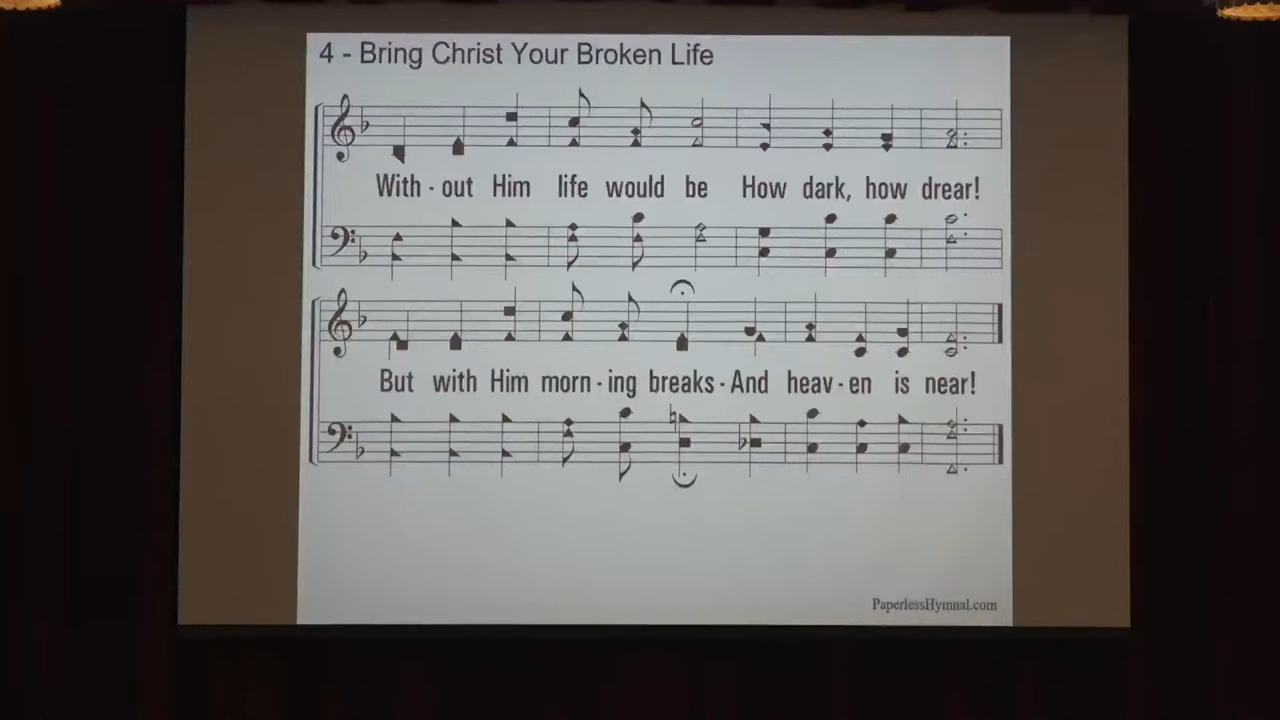 4 - Bring Christ Your Broken Life
With - out Him life would be How dark, how drear!
But with Him morn - ing breaks - And heav - en is near!
PaperlessHymnal.com